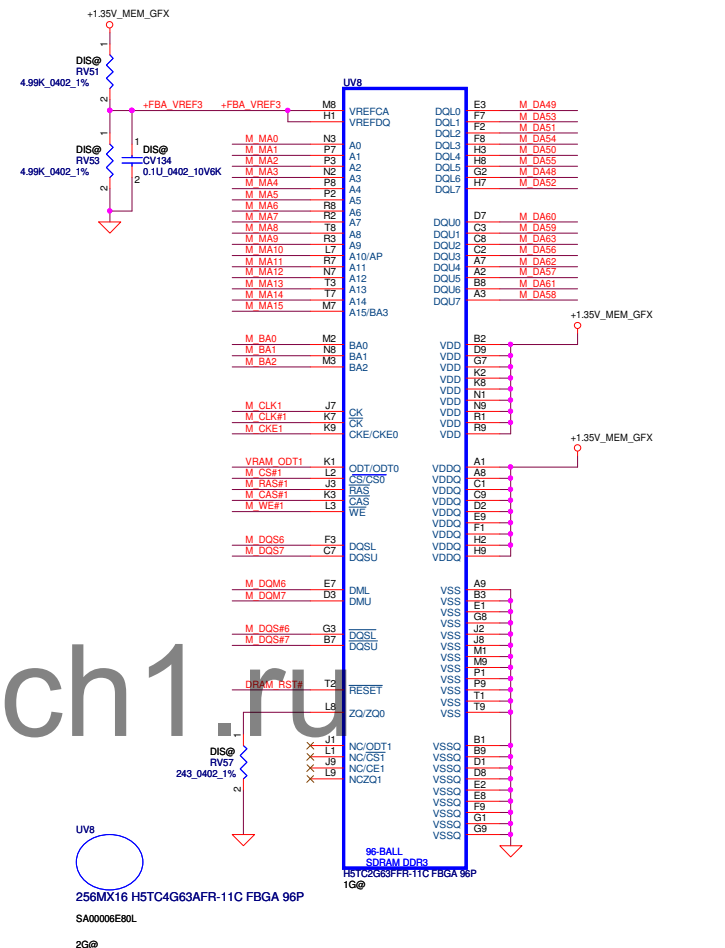 +1.35V_MEM_GFX
1
DIS@
RV51
4.99K_0402_1%
2
+FBA_VREF3 +FBA_VREF3
1
DIS@
RV53
4.99K_0402_1%
2
1
DIS@
CV134
0.1U_0402_10V6K
2
UV8
M8 VREFCA
H1 VREFDQ
M_MA0 N3 A0
M_MA1 P7 A1
M_MA2 P3 A2
M_MA3 N2 A3
M_MA4 P8 A4
M_MA5 P2 A5
M_MA6 R8 A6
M_MA7 R2 A7
M_MA8 T8 A8
M_MA9 R3 A9
M_MA10 L7 A10/AP
M_MA11 R7 A11
M_MA12 N7 A12
M_MA13 T3 A13
M_MA14 T7 A14
M_MA15 M7 A15/BA3
M_BA0 M2 BA0
M_BA1 N8 BA1
M_BA2 M3 BA2
M_CLK1 J7 CK
M_CLK#1 K7 CK
M_CKE1 K9 CKE/CKE0
VRAM_ODT1 K1 ODT/ODT0
M_CS#1 L2 CS/CS0
M_RAS#1 J3 RAS
M_CAS#1 K3 CAS
M_WE#1 L3 WE
M_DQS6 F3 DQSL
M_DQS7 C7 DQSU
M_DQM6 E7 DML
M_DQM7 D3 DMU
M_DQS#6 G3 DQSL
M_DQS#7 B7 DQSU
DRAM_RST# T2 RESET
L8 ZQ/ZQ0
J1 NC/ODT1
L1 NC/CS1
J9 NC/CE1
L9 NCZQ1
1
DIS@
RV57
243_0402_1%
2
DQL0 E3 M_DA49
DQL1 F7 M_DA53
DQL2 F2 M_DA51
DQL3 F8 M_DA54
DQL4 H3 M_DA50
DQL5 H8 M_DA55
DQL6 G2 M_DA48
DQL7 H7 M_DA52
DQU0 D7 M_DA60
DQU1 C3 M_DA59
DQU2 C8 M_DA63
DQU3 C2 M_DA56
DQU4 A7 M_DA62
DQU5 A2 M_DA57
DQU6 B8 M_DA61
DQU7 A3 M_DA58
+1.35V_MEM_GFX
VDD B2
VDD D9
VDD G7
VDD K2
VDD K8
VDD N1
VDD N9
VDD R1
VDD R9
+1.35V_MEM_GFX
VDDQ A1
VDDQ A8
VDDQ C1
VDDQ C9
VDDQ D2
VDDQ E9
VDDQ F1
VDDQ H2
VDDQ H9
VSS A9
VSS B3
VSS E1
VSS G8
VSS J2
VSS J8
VSS M1
VSS M9
VSS P1
VSS P9
VSS T1
VSS T9
VSSQ B1
VSSQ B9
VSSQ D1
VSSQ D8
VSSQ E2
VSSQ E8
VSSQ F9
VSSQ G1
VSSQ G9
96-BALL
SDRAM DDR3
H5TC2G63FFR-11C FBGA 96P
1G@
ch1.ru
UV8
256MX16 H5TC4G63AFR-11C FBGA 96P
SA00006E80L
2G@